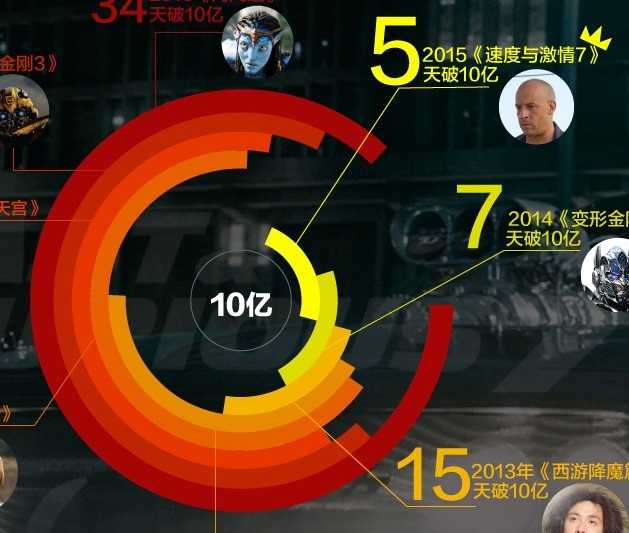 34
天破10亿
金刚3》
5 2015《速度与激情7》
天破10亿
天宫》
7 2014《变形金刚
天破10亿
10亿
》
15 2013年《西游降魔篇
天破10亿